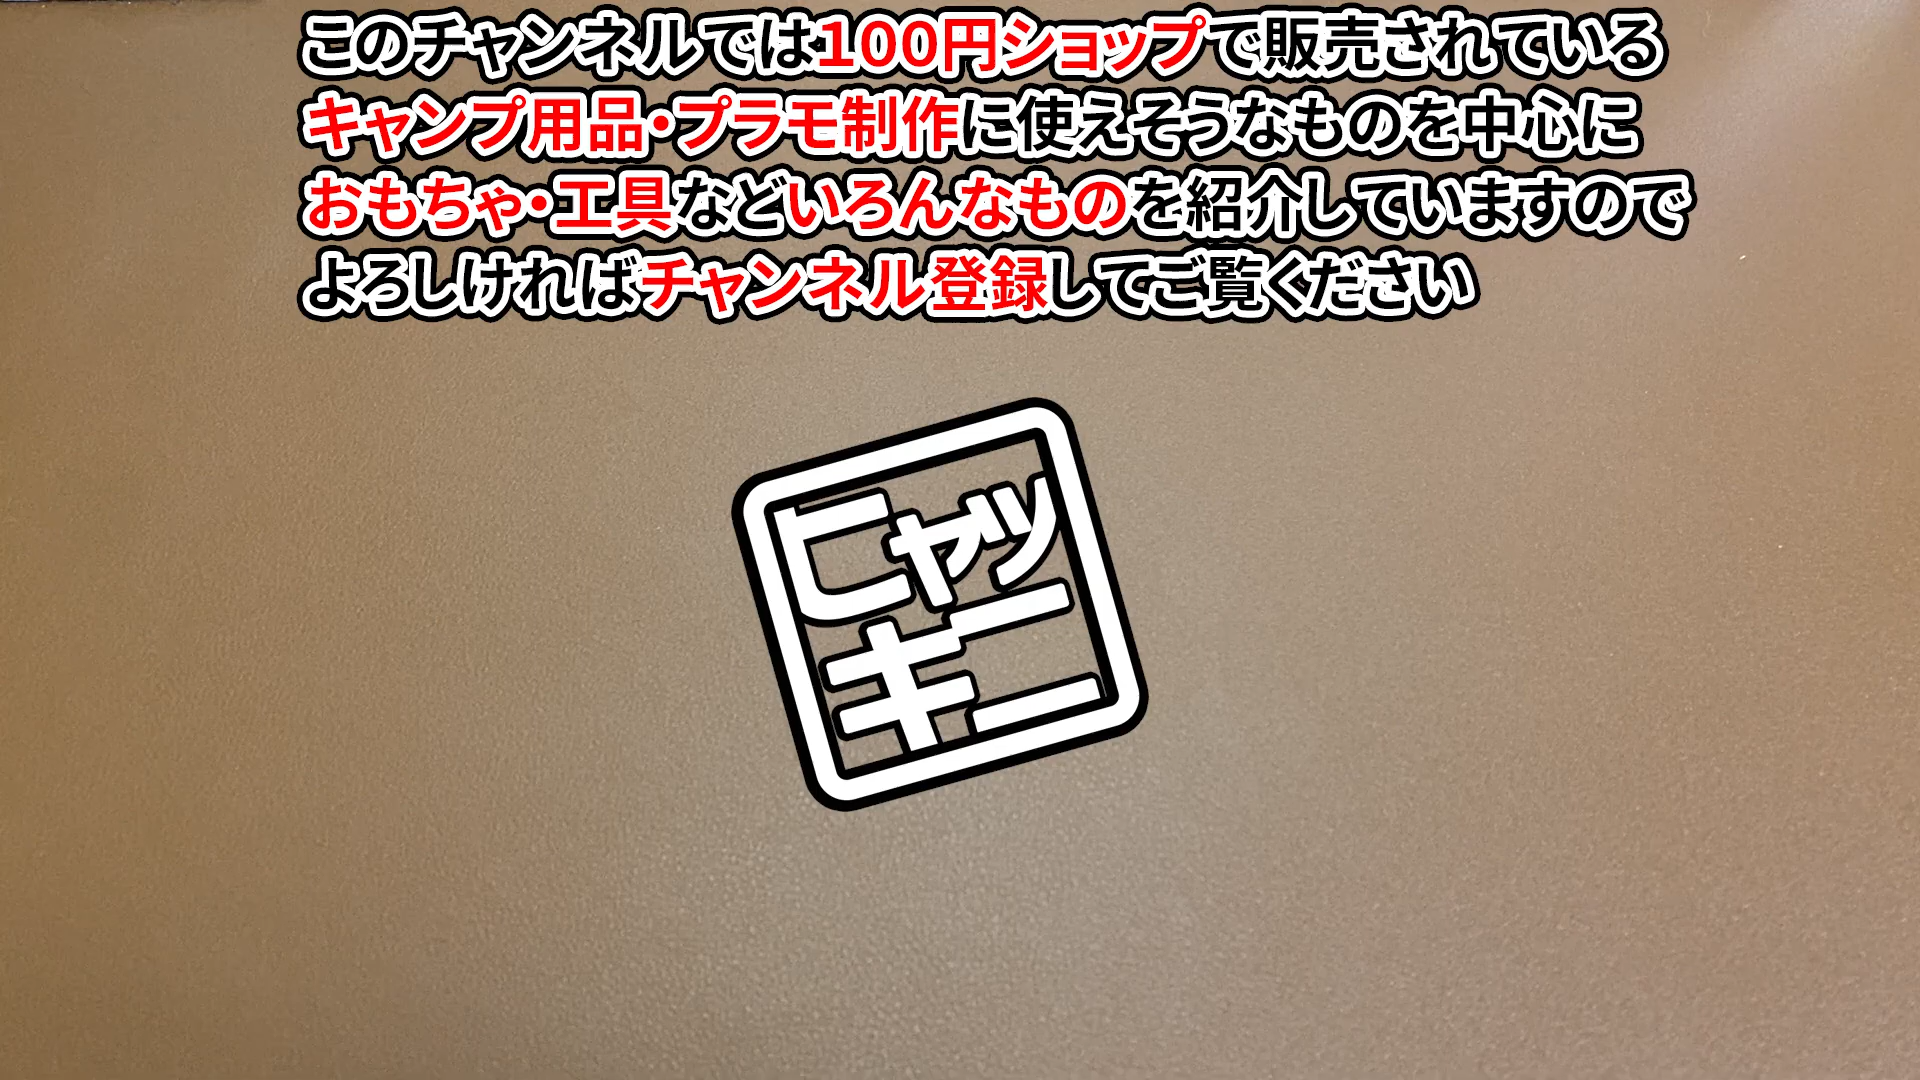 このチャンネルでは100円ショップで販売されている
キャンプ用品・プラモ制作に使えそうなものを中心に
おもちゃ・工具などいろんなものを紹介していますので
よろしければチャンネル登録してご覧ください
ヒャッ
キニ